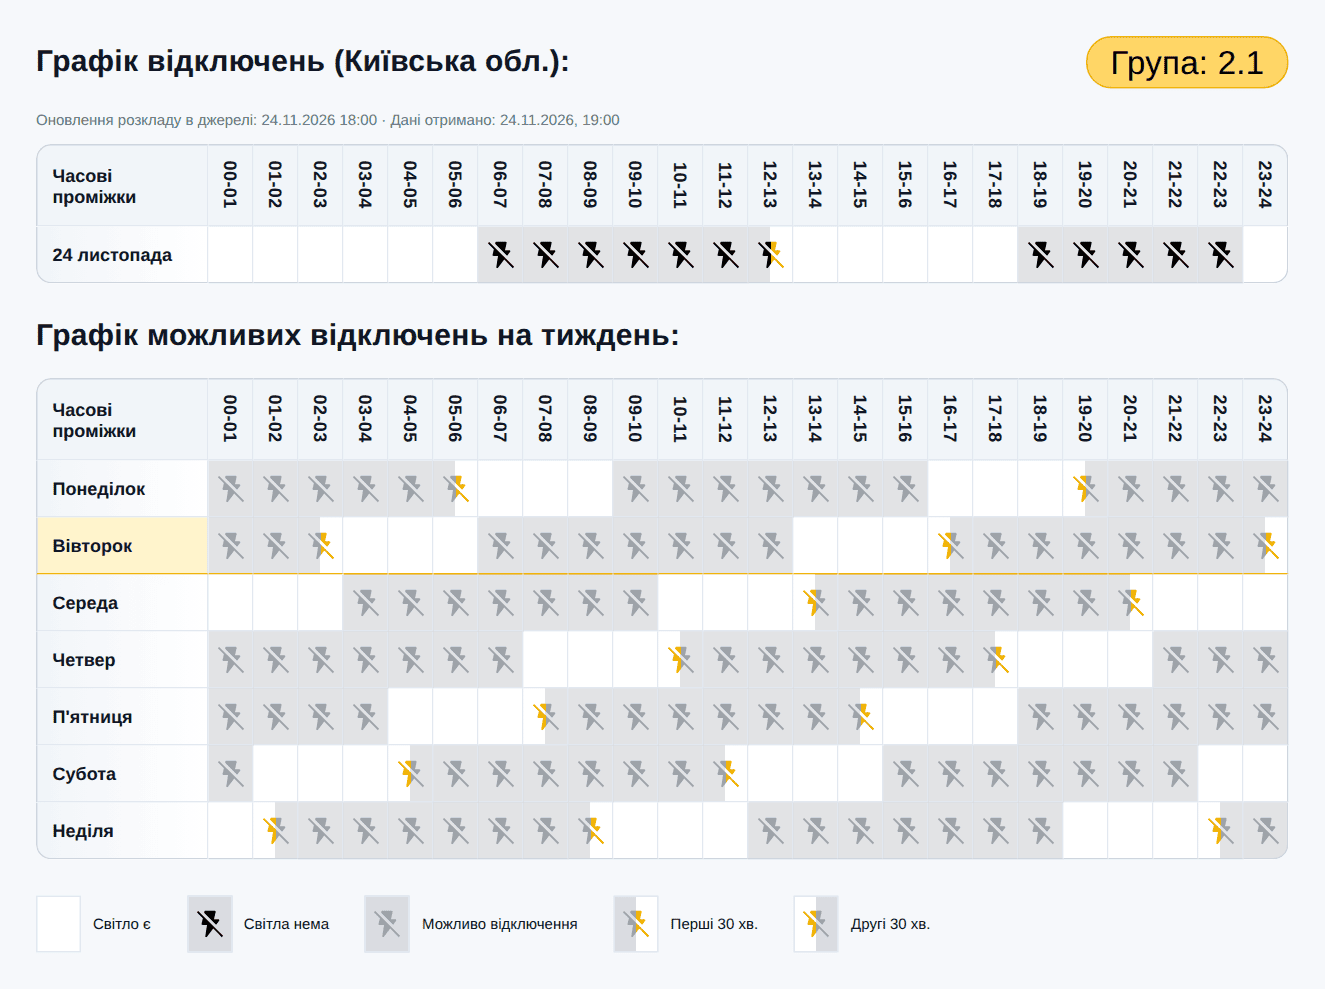 Графік відключень (Київська обл.):
Група: 2.1
Оновлення розкладу в джерелі: 24.11.2026 18:00 · Дані отримано: 24.11.2026, 19:00
Часові
проміжки
00-01 01-02 02-03 03-04 04-05 05-06 06-07 07-08 08-09 09-10 10-11 11-12 12-13 13-14 14-15 15-16 16-17 17-18 18-19 19-20 20-21 21-22 22-23 23-24
24 листопада
Графік можливих відключень на тиждень:
Часові
проміжки
00-01 01-02 02-03 03-04 04-05 05-06 06-07 07-08 08-09 09-10 10-11 11-12 12-13 13-14 14-15 15-16 16-17 17-18 18-19 19-20 20-21 21-22 22-23 23-24
Понеділок
Вівторок
Середа
Четвер
П'ятниця
Субота
Неділя
Світло є
Світла нема
Можливо відключення
Перші 30 хв.
Другі 30 хв.